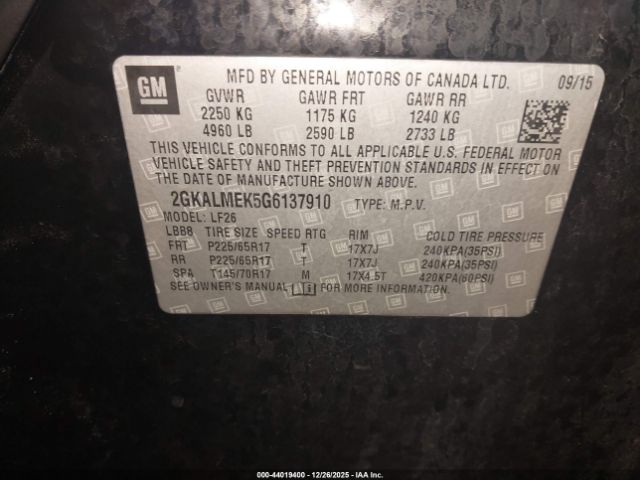 GM
MFD BY GENERAL MOTORS OF CANADA LTD. 09/15
GVWR GAWR FRT GAWR RR
2250 KG 1175 KG 1240 KG
4960 LB 2590 LB 2733 LB
THIS VEHICLE CONFORMS TO ALL APPLICABLE U.S. FEDERAL MOTOR
VEHICLE SAFETY AND THEFT PREVENTION STANDARDS IN EFFECT ON
THE DATE OF MANUFACTURE SHOWN ABOVE.
2GKALMEK5G6137910 TYPE: M.P.V.
MODEL: LF26
LBB8 TIRE SIZE SPEED RTG RIM COLD TIRE PRESSURE
FRT P225/65R17 T 17X7J 240KPA(35PSI)
RR P225/65R17 T 17X7J 240KPA(35PSI)
SPA T145/70R17 M 17X4.5T 420KPA(60PSI)
SEE OWNER'S MANUAL
000-44019400 - 12/26/2025 - IAA Inc.